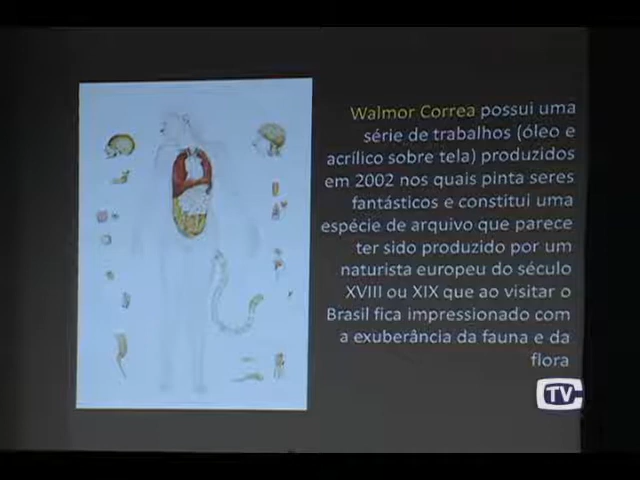 Walmor Correa possui uma
série de trabalhos (óleo e
acrílico sobre tela) produzidos
em 2002 nos quais pinta seres
fantásticos e constitui uma
espécie de arquivo que parece
ter sido produzido por um
naturista europeu do século
XVIII ou XIX que ao visitar o
Brasil fica impressionado com
a exuberância da fauna e da
flora
TV